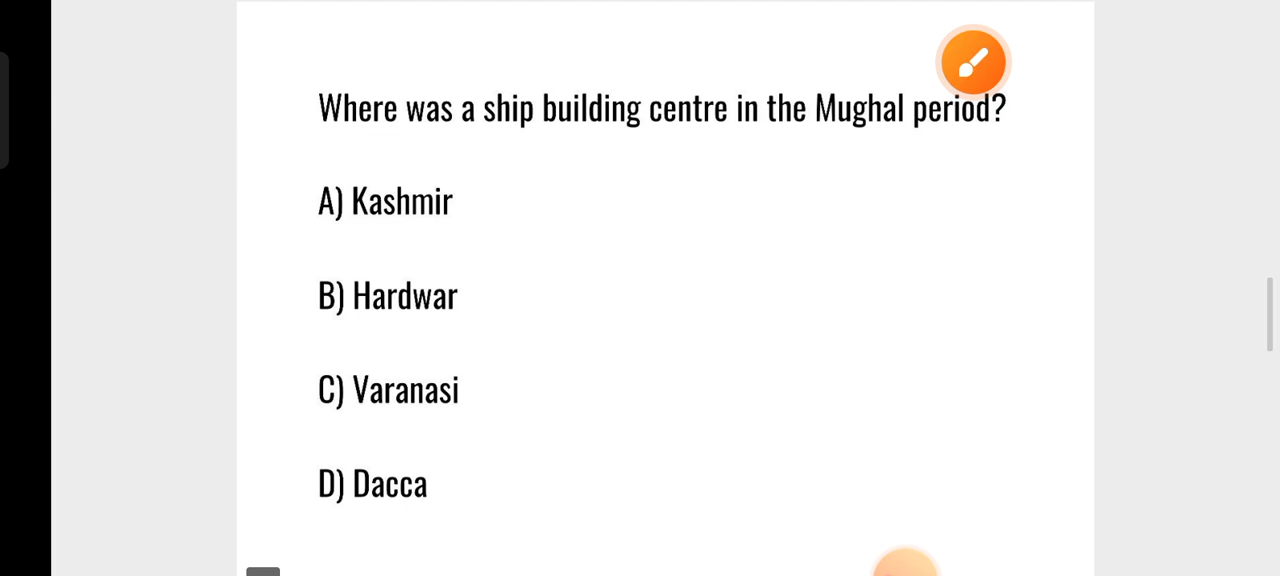 Where was a ship building centre in the Mughal period?
A) Kashmir
B) Hardwar
C) Varanasi
D) Dacca